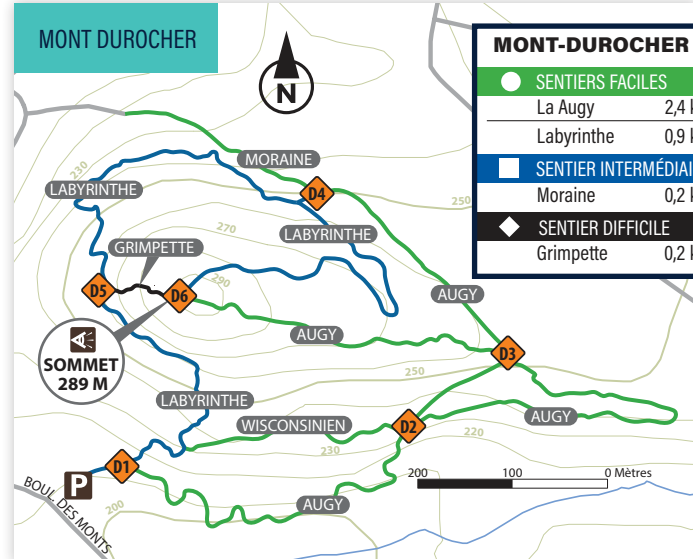 MONT DUROCHER
N
MONT-DUROCHER
SENTIERS FACILES
La Augy 2,4 k
Labyrinthe 0,9 k
SENTIER INTERMÉDIAI
Moraine 0,2 k
SENTIER DIFFICILE
Grimpette 0,2 k
230
MORAINE
LABYRINTHE
D4
250
270
LABYRINTHE
GRIMPETTE
D5
D6
290
AUGY
AUGY
D3
SOMMET
289 M
250
LABYRINTHE
WISCONSINIEN
D2
AUGY
220
230
D1
P
200
AUGY
BOUL. DES MONTS
200 100 0 Mètres